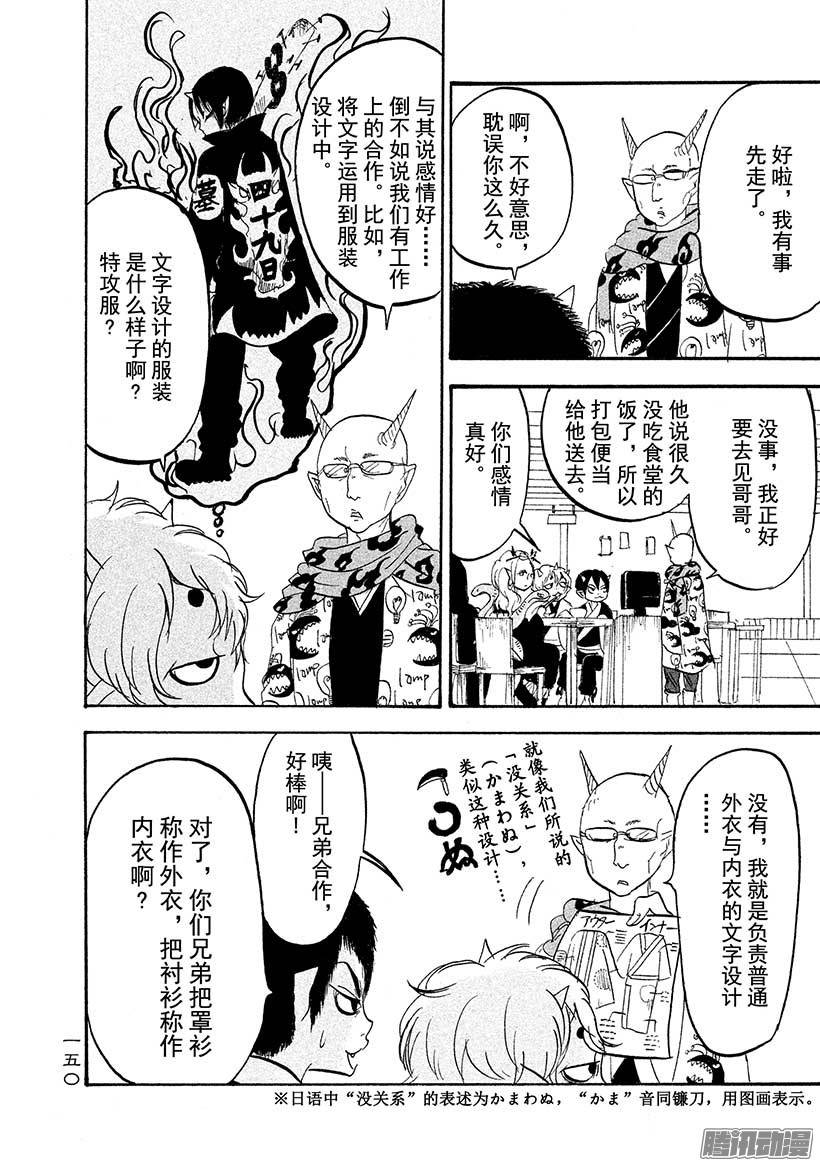 好啦，我有事
先走了。
啊，不好意思，
耽误你这么久。
没事，我正好
要去见哥哥。
他说很久
没吃食堂的
饭了，所以
打包便当
给他送去。
你们感情
真好。
与其说感情好……
倒不如说我们有工作
上的合作。比如，
将文字运用到服装
设计中。
四十九日
墓
文字设计的服装
是什么样子啊？
特攻服？
lamp
lamp
lamp
没有，我就是负责普通
外衣与内衣的文字设计
……
アウター
インナー
就像我们所说的
「没关系」
（かまわぬ），
类似这种设计……
ぬ
咦——兄弟合作，
好棒啊！
对了，你们兄弟把罩衫
称作外衣，把衬衫称作
内衣啊？
一五〇
※日语中“没关系”的表述为かまわぬ，“かま”音同镰刀，用图画表示。
腾讯动漫